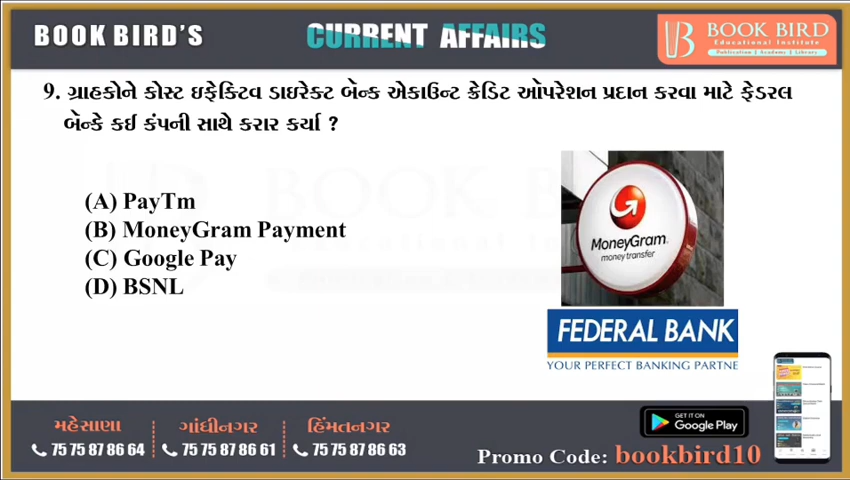 BOOK BIRD'S
CURRENT AFFAIRS
BOOK BIRD
Educational Institute
Publication | Academy | Library
9. ગ્રાહકોને કોસ્ટ ઇફેક્ટિવ ડાઇરેક્ટ બેન્ક એકાઉન્ટ ક્રેડિટ ઓપરેશન પ્રદાન કરવા માટે ફેડરલ
બેન્કે કઈ કંપની સાથે કરાર કર્યા ?
(A) PayTm
(B) MoneyGram Payment
(C) Google Pay
(D) BSNL
MoneyGram.
money transfer
FEDERAL BANK
YOUR PERFECT BANKING PARTNE
મહેસાણા
75 75 87 86 64
ગાંધીનગર
75 75 87 86 61
હિંમતનગર
75 75 87 86 63
GET IT ON
Google Play
Promo Code: bookbird10